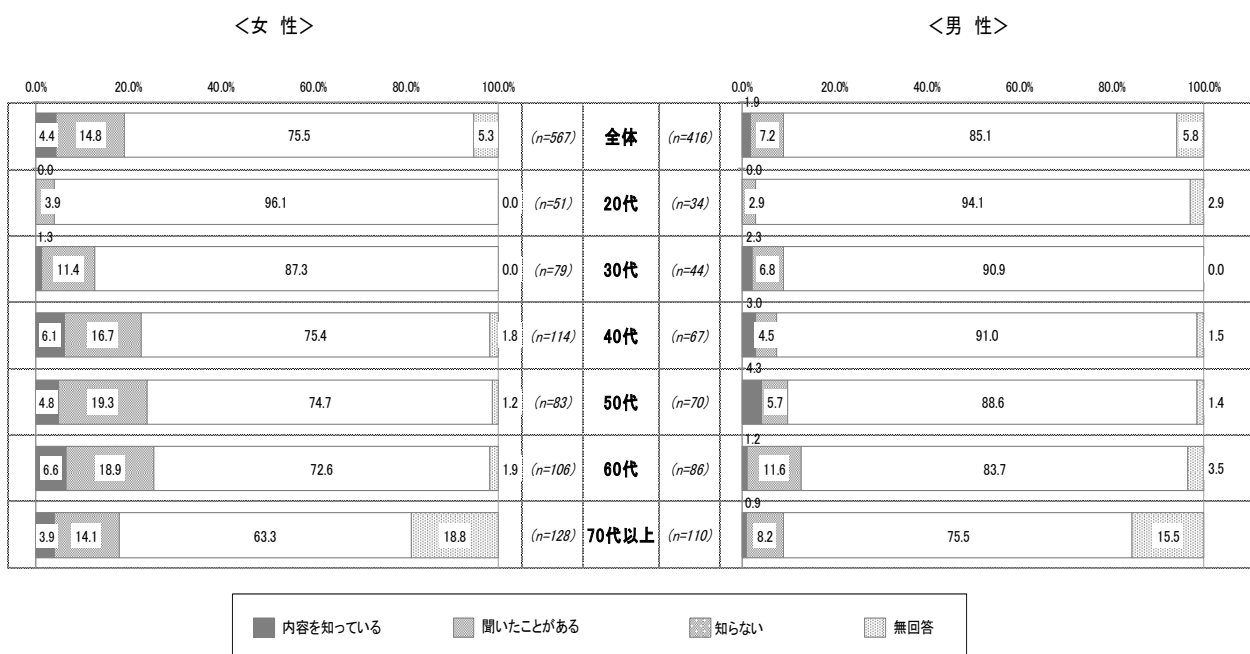 ＜女 性＞ ＜男 性＞
0.0% 20.0% 40.0% 60.0% 80.0% 100.0% 0.0% 20.0% 40.0% 60.0% 80.0% 100.0%
4.4 14.8 75.5 5.3 (n=567) 全体 (n=416) 1.9 7.2 85.1 5.8
0.0 3.9 96.1 0.0 (n=51) 20代 (n=34) 0.0 2.9 94.1 2.9
1.3 11.4 87.3 0.0 (n=79) 30代 (n=44) 2.3 6.8 90.9 0.0
6.1 16.7 75.4 1.8 (n=114) 40代 (n=67) 3.0 4.5 91.0 1.5
4.8 19.3 74.7 1.2 (n=83) 50代 (n=70) 4.3 5.7 88.6 1.4
6.6 18.9 72.6 1.9 (n=106) 60代 (n=86) 1.2 11.6 83.7 3.5
3.9 14.1 63.3 18.8 (n=128) 70代以上 (n=110) 0.9 8.2 75.5 15.5
内容を知っている 聞いたことがある 知らない 無回答